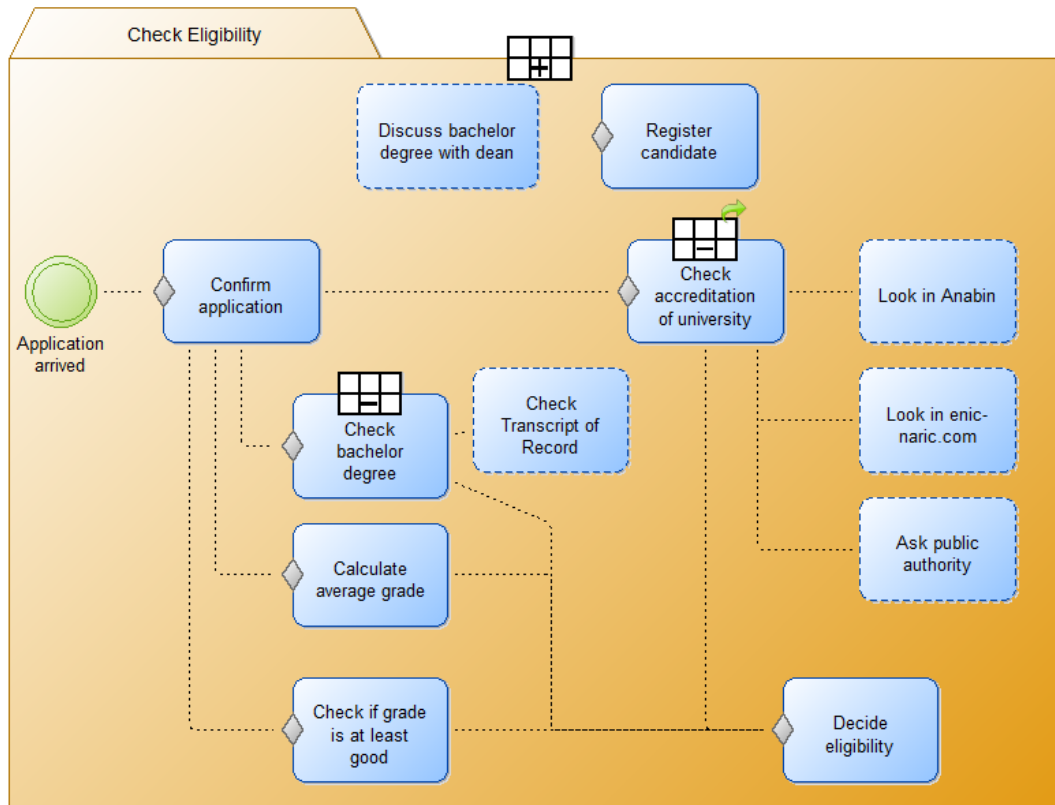 Check Eligibility
Discuss bachelor
degree with dean
Register
candidate
Application
arrived
Confirm
application
Check
accreditation
of university
Look in Anabin
Check
bachelor
degree
Check
Transcript of
Record
Look in enic-
naric.com
Calculate
average grade
Ask public
authority
Check if grade
is at least
good
Decide
eligibility